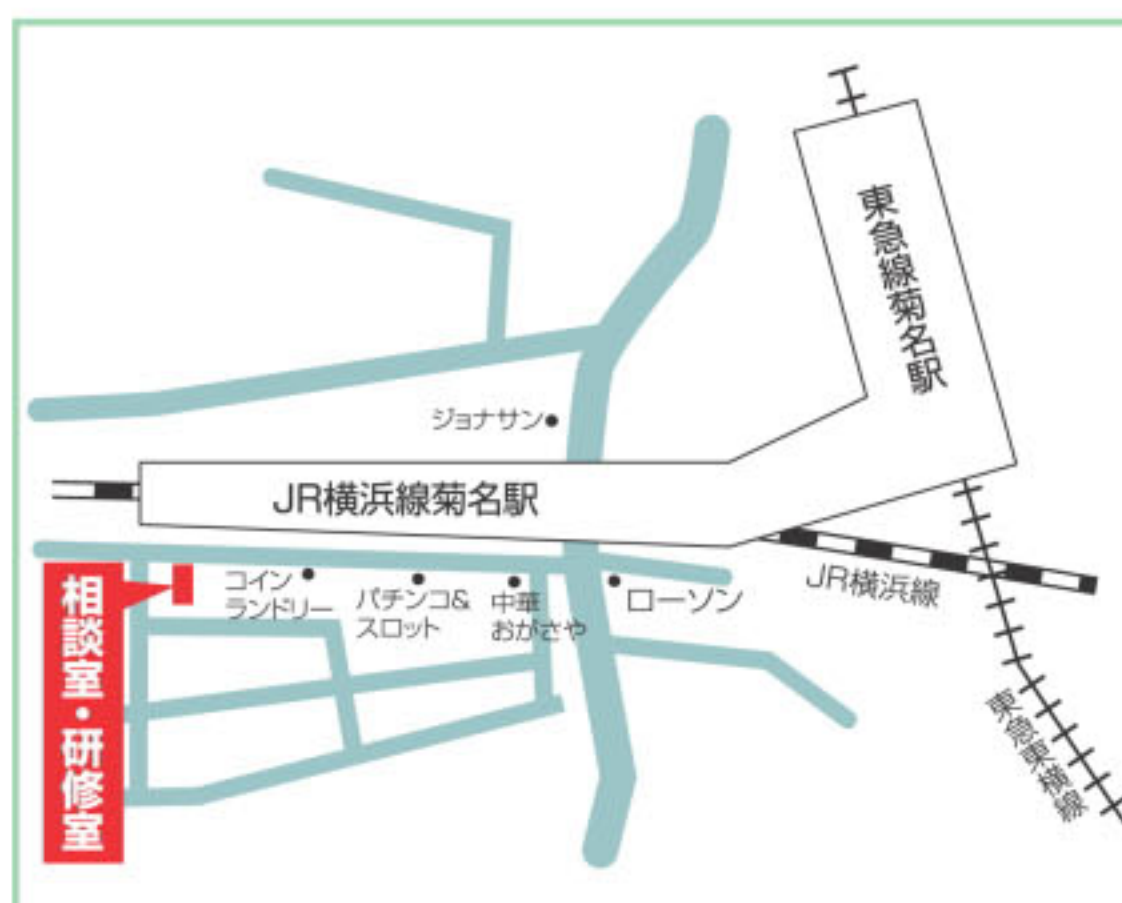 東急線菊名駅
ジョナサン
JR横浜線菊名駅
JR横浜線
コイン
ランドリー
パチンコ&
スロット
中華
おがさや
ローソン
相談室・研修室
東急東横線